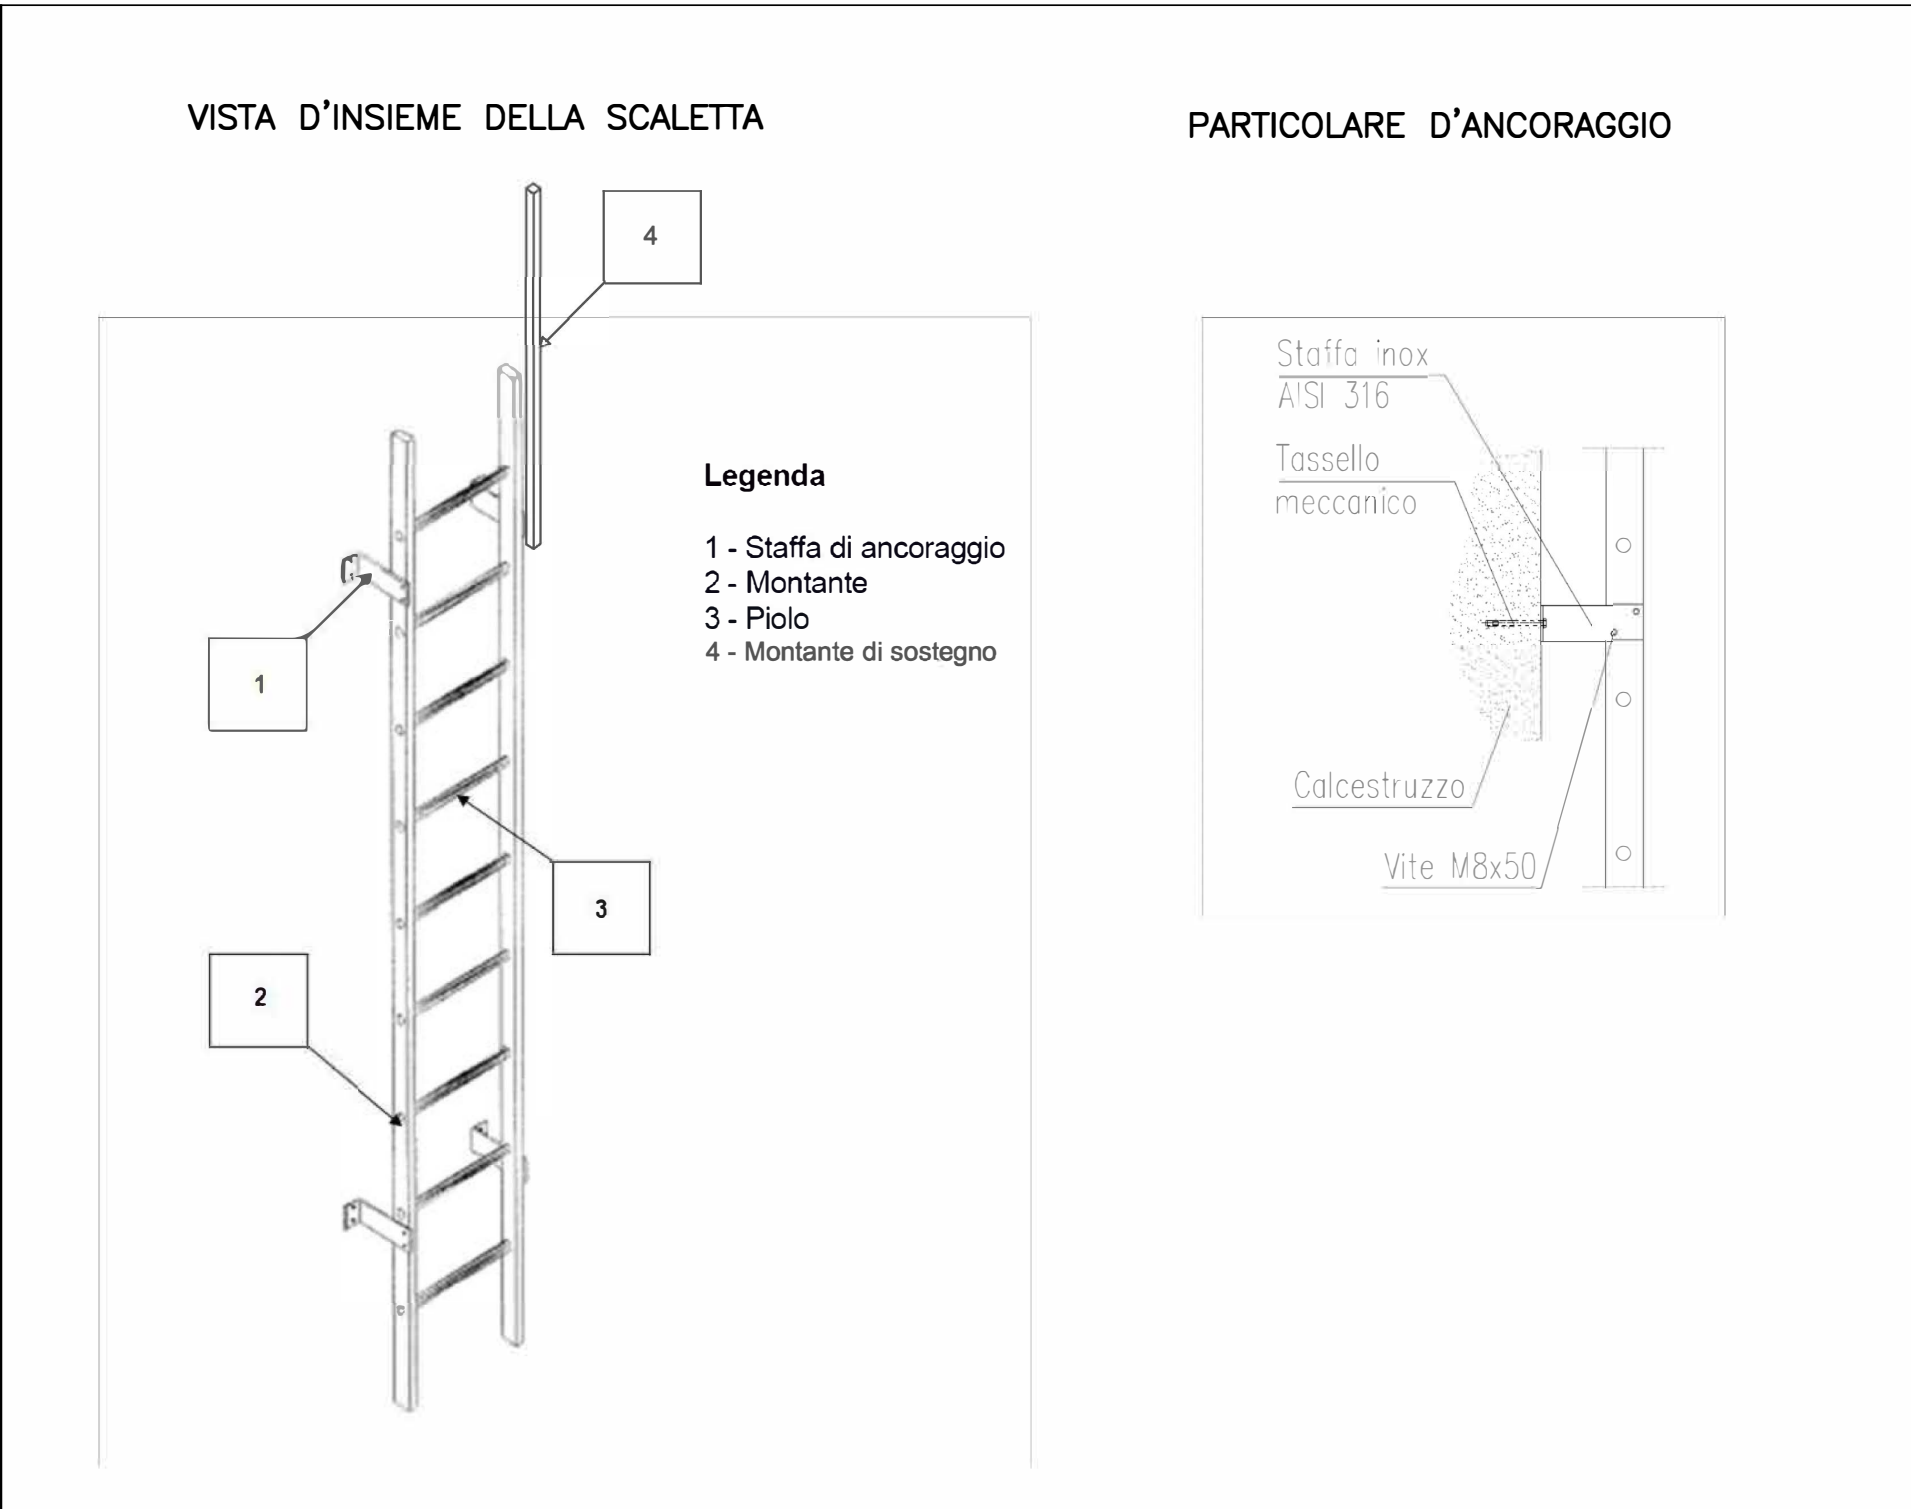 VISTA D'INSIEME DELLA SCALETTA
PARTICOLARE D'ANCORAGGIO
4
Legenda
1 - Staffa di ancoraggio
2 - Montante
3 - Piolo
4 - Montante di sostegno
1
3
2
Staffa inox
AISI 316
Tassello
meccanico
Calcestruzzo
Vite M8x50